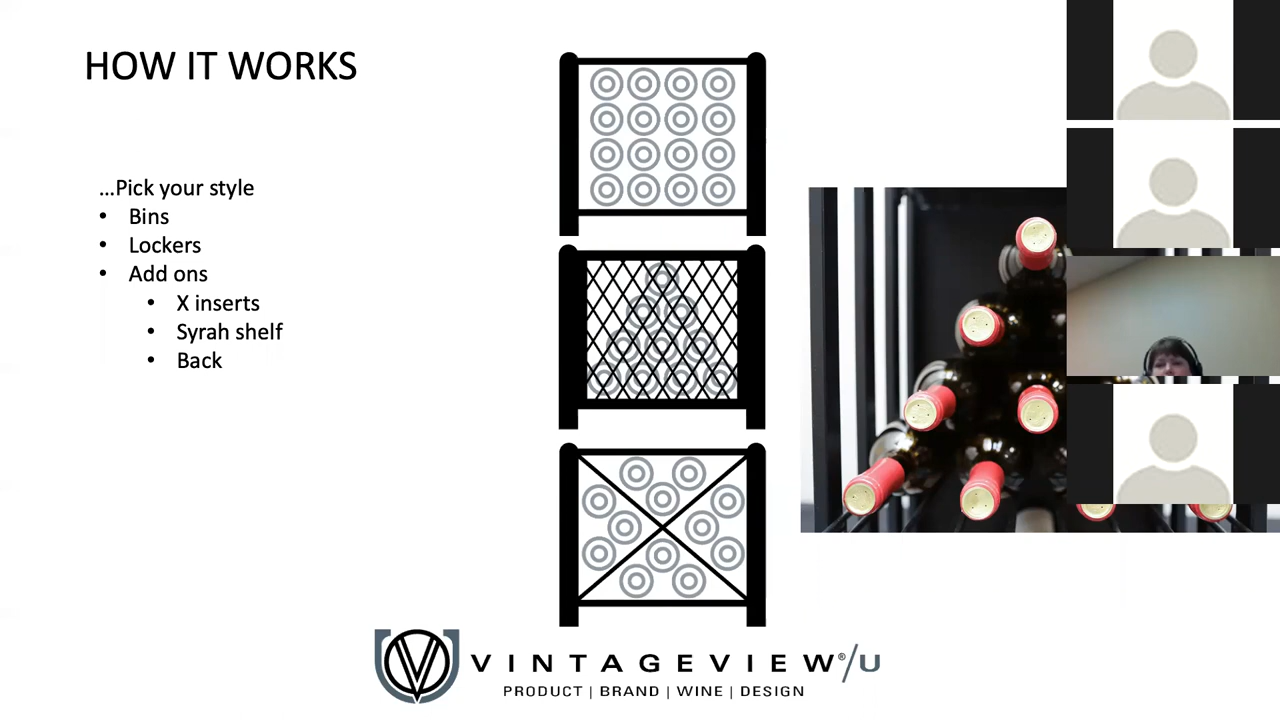 HOW IT WORKS
...Pick your style
• Bins
• Lockers
• Add ons
• X inserts
• Syrah shelf
• Back
VINTAGEVIEW®/U
PRODUCT | BRAND | WINE | DESIGN